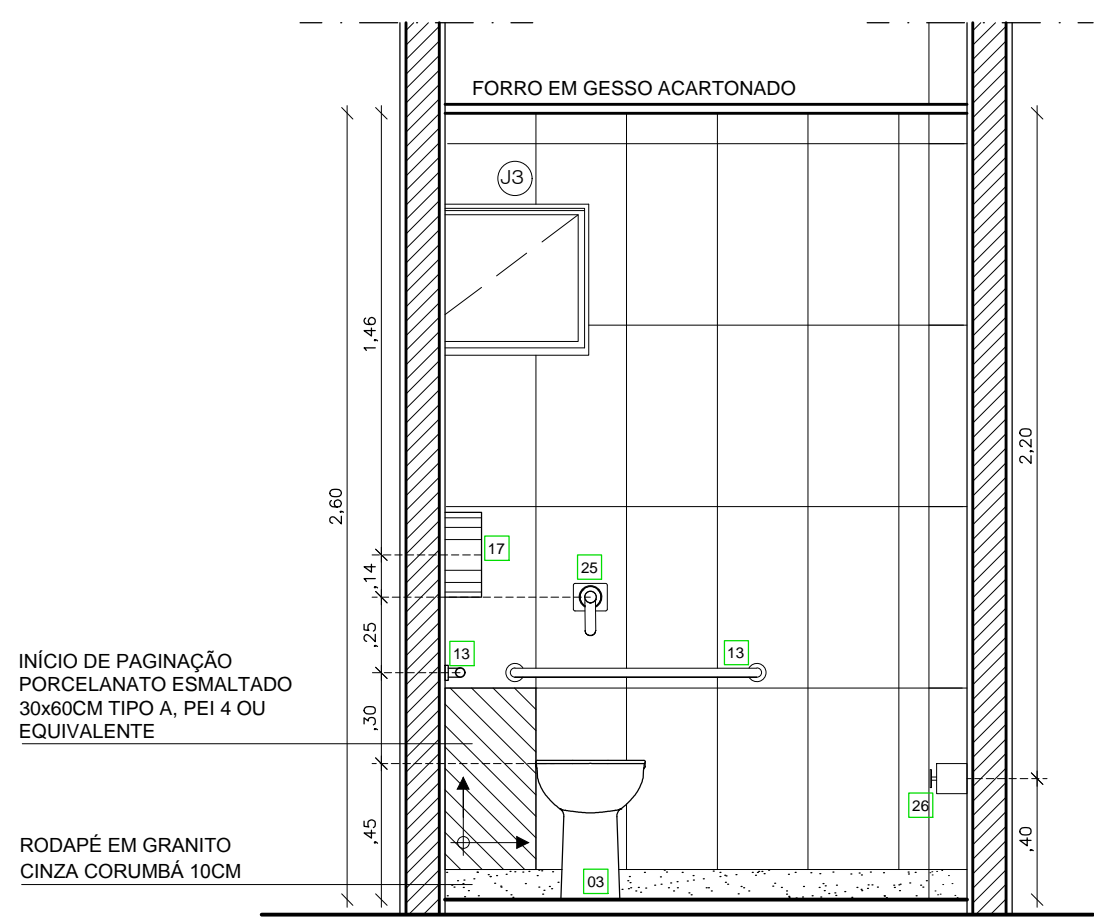 FORRO EM GESSO ACARTONADO
J3
1,46
2,60
2,20
17
,14
25
,25
13
13
INÍCIO DE PAGINAÇÃO
PORCELANATO ESMALTADO
30x60CM TIPO A, PEI 4 OU
EQUIVALENTE
,30
26
,45
,40
RODAPÉ EM GRANITO
CINZA CORUMBÁ 10CM
03